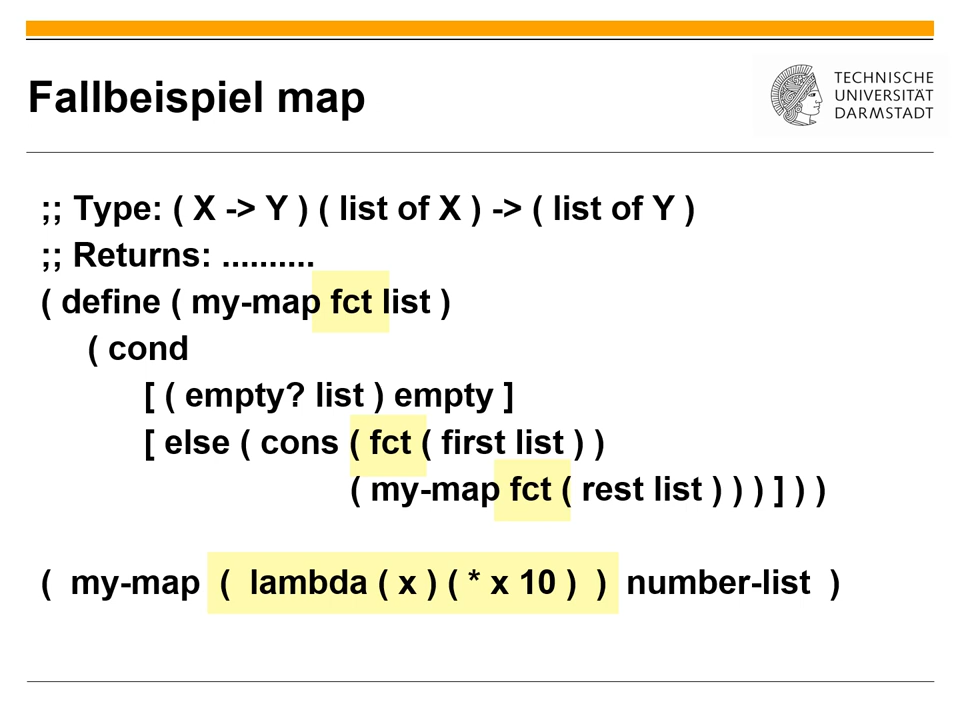 Fallbeispiel map
TECHNISCHE
UNIVERSITÄT
DARMSTADT
;; Type: ( X -> Y ) ( list of X ) -> ( list of Y )
;; Returns: ..........
( define ( my-map fct list )
( cond
[ ( empty? list ) empty ]
[ else ( cons ( fct ( first list ) )
( my-map fct ( rest list ) ) ) ] ) )
( my-map ( lambda ( x ) ( * x 10 ) ) number-list )